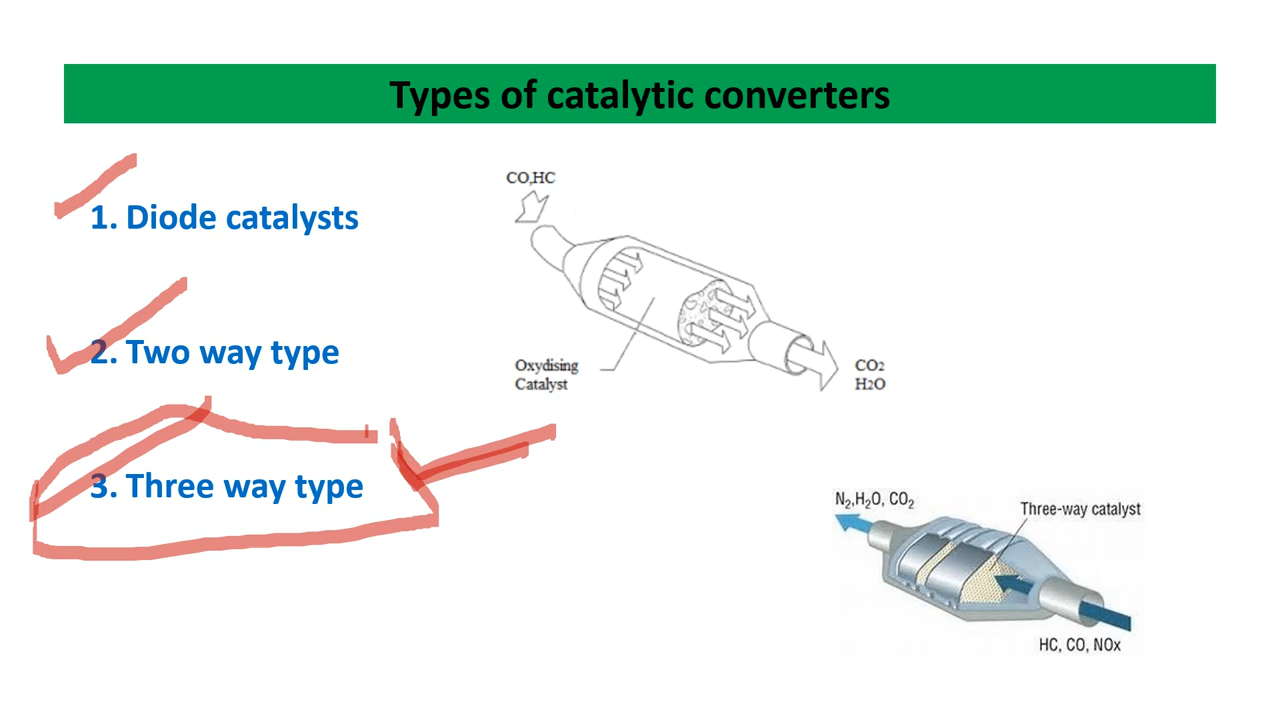 Types of catalytic converters
1. Diode catalysts
2. Two way type
3. Three way type
CO,HC
Oxydising
Catalyst
CO2
H2O
N₂,H₂O, CO₂
Three-way catalyst
HC, CO, NOx